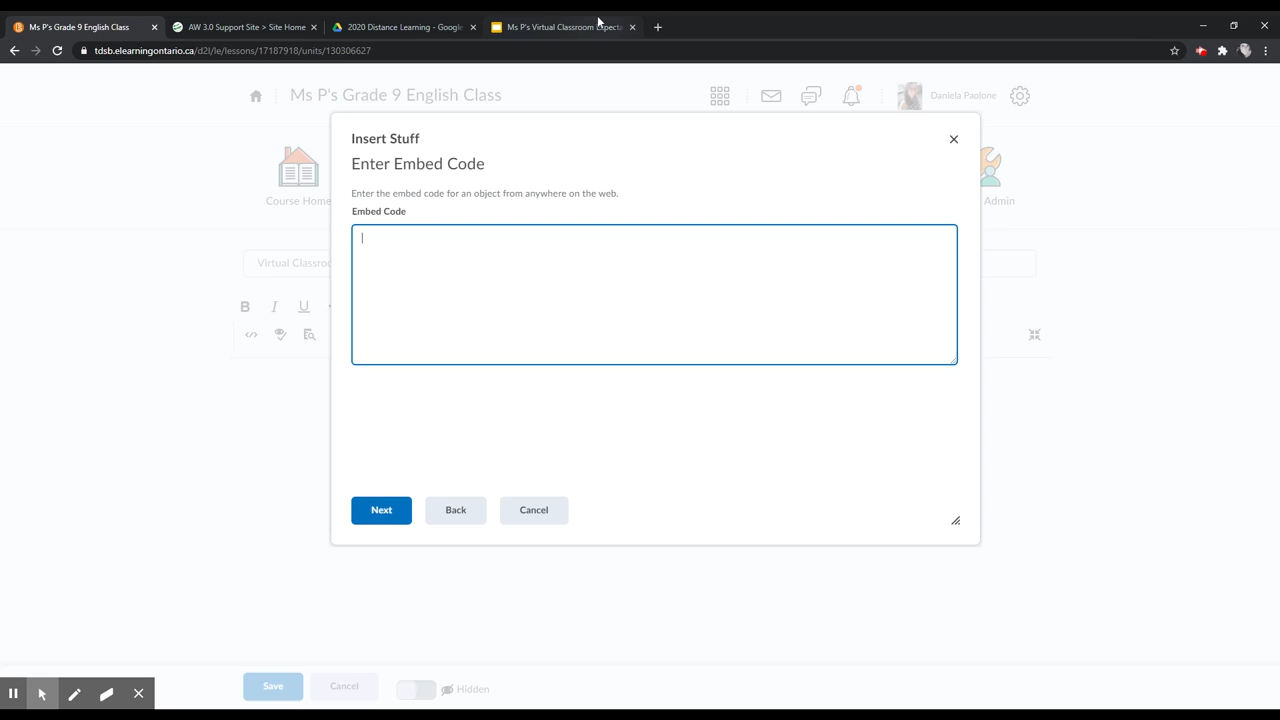 Ms P's Grade 9 English Class
AW 3.0 Support Site > Site Home
2020 Distance Learning - Google
Ms P's Virtual Classroom Expecta
tdsb.elearningontario.ca/d2l/le/lessons/17187918/units/130306627
Ms P's Grade 9 English Class
Daniela Paolone
Insert Stuff
Enter Embed Code
Course Home
Admin
Enter the embed code for an object from anywhere on the web.
Embed Code
Virtual Classroo
B I U
Next
Back
Cancel
Save
Cancel
Hidden